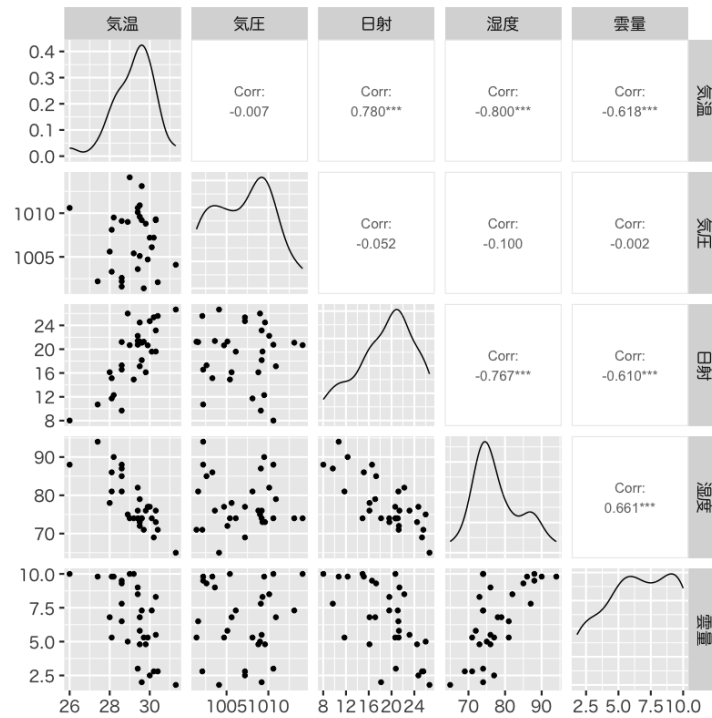 気温 気圧 日射 湿度 雲量
0.4
0.3
0.2
0.1
0.0
Corr:
-0.007
Corr:
0.780***
Corr:
-0.800***
Corr:
-0.618***
気温
1010
1005
Corr:
-0.052
Corr:
-0.100
Corr:
-0.002
気圧
24
20
16
12
8
Corr:
-0.767***
Corr:
-0.610***
日射
90
80
70
Corr:
0.661***
湿度
10.0
7.5
5.0
2.5
雲量
26 28 30
1005 1010
8 12 16 20 24
70 80 90
2.5 5.0 7.5 10.0